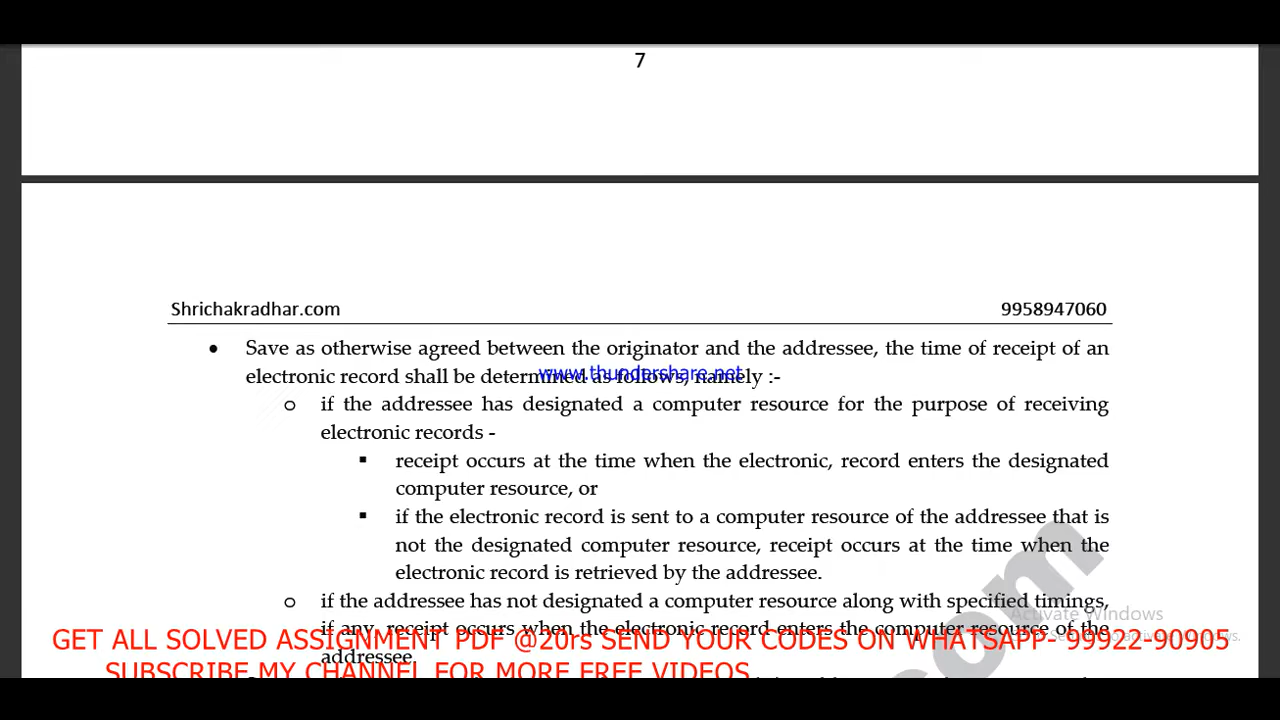 7
Shrichakradhar.com 9958947060
• Save as otherwise agreed between the originator and the addressee, the time of receipt of an
electronic record shall be determined as follows, namely :-
www.thundershare.net
o if the addressee has designated a computer resource for the purpose of receiving
electronic records -
▪ receipt occurs at the time when the electronic, record enters the designated
computer resource, or
▪ if the electronic record is sent to a computer resource of the addressee that is
not the designated computer resource, receipt occurs at the time when the
electronic record is retrieved by the addressee.
o if the addressee has not designated a computer resource along with specified timings,
if any, receipt occurs when the electronic record enters the computer resource of the
addressee.
com
Activate Windows
activate Windows.
GET ALL SOLVED ASSIGNMENT PDF @20rs SEND YOUR CODES ON WHATSAPP- 99922-90905
SUBSCRIBE MY CHANNEL FOR MORE FREE VIDEOS